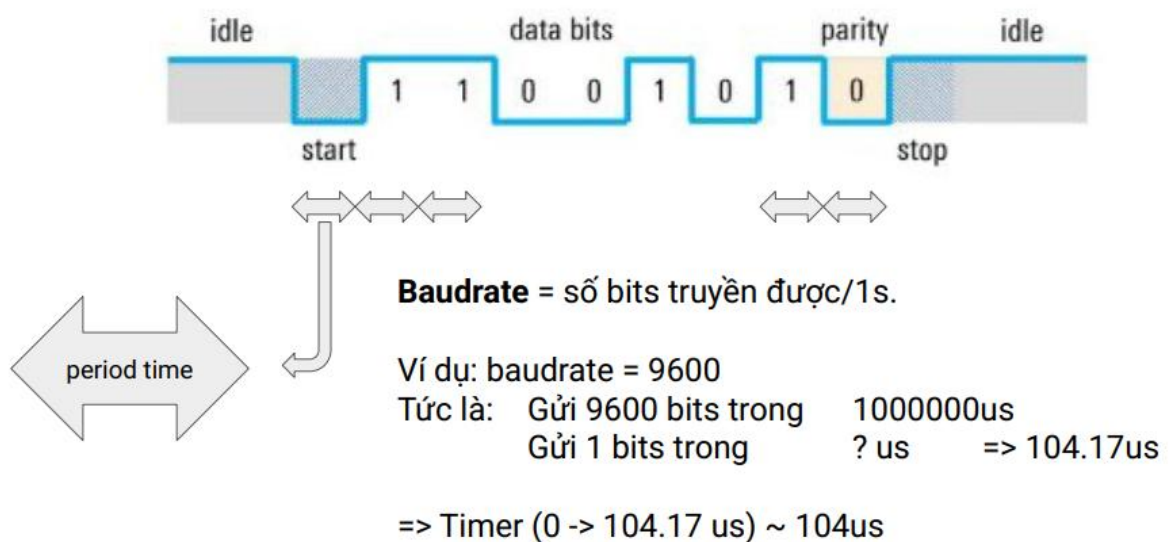 idle data bits parity idle
1 1 0 0 1 0 1 0
start stop
Baudrate = số bits truyền được/1s.
period time
Ví dụ: baudrate = 9600
Tức là: Gửi 9600 bits trong 1000000us
Gửi 1 bits trong ? us => 104.17us
=> Timer (0 -> 104.17 us) ~ 104us